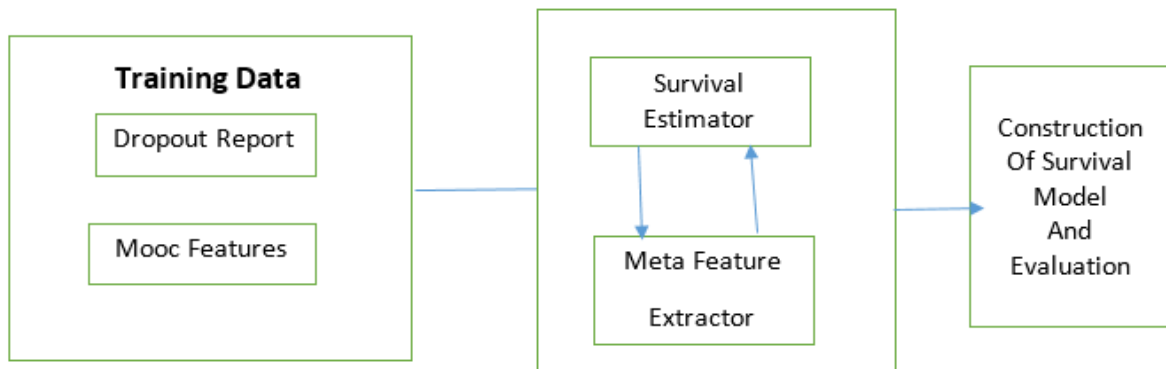 Training Data
Dropout Report
Mooc Features
Survival
Estimator
Meta Feature
Extractor
Construction
Of Survival
Model
And
Evaluation